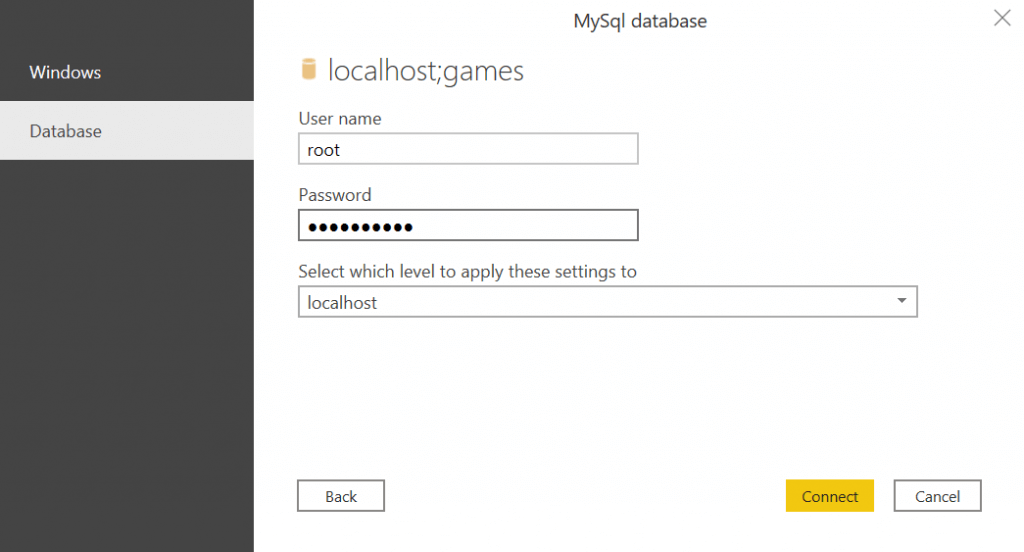 MySql database
Windows
Database
localhost;games
User name
root
Password
●●●●●●●●●●
Select which level to apply these settings to
localhost
Back
Connect
Cancel